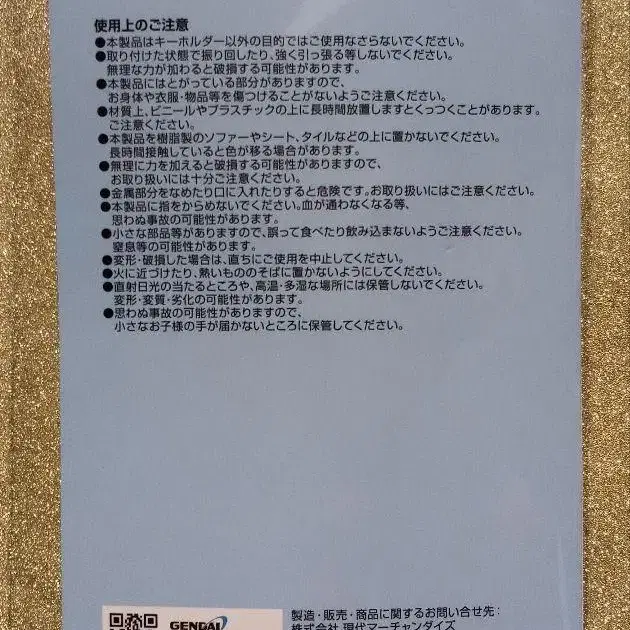 使用上のご注意
●本製品はキーホルダー以外の目的ではご使用なさらないでください。
●取り付けた状態で振り回したり、強く引っ張る等しないでください。
無理な力が加わると破損する可能性があります。
●本製品にはとがっている部分がありますので、
お身体や衣服・物品等を傷つけることがないようご注意ください。
●材質上、ビニールやプラスチックの上に長時間放置しますとくっつくことがあります。
ご注意ください。
●本製品を樹脂製のソファーやシート、タイルなどの上に置かないでください。
長時間接触していると色が移る場合があります。
●無理に力を加えると破損する可能性がありますので、
お取り扱いには十分ご注意ください。
●金属部分をなめたり口に入れたりすると危険です。お取り扱いにはご注意ください。
●本製品に指をからめないでください。血が通わなくなる等、
思わぬ事故の可能性があります。
●小さな部品等がありますので、誤って食べたり飲み込まないようご注意ください。
窒息等の可能性があります。
●変形・破損した場合は、直ちにご使用を中止してください。
●火に近づけたり、熱いもののそばに置かないようにしてください。
●直射日光の当たるところや、高温・多湿な場所には保管しないでください。
変形・変質・劣化の可能性があります。
●思わぬ事故の可能性がありますので、
小さなお子様の手が届かないところに保管してください。
GENDAI
製造・販売・商品に関するお問い合せ先：
株式会社 現代マーチャンダイズ